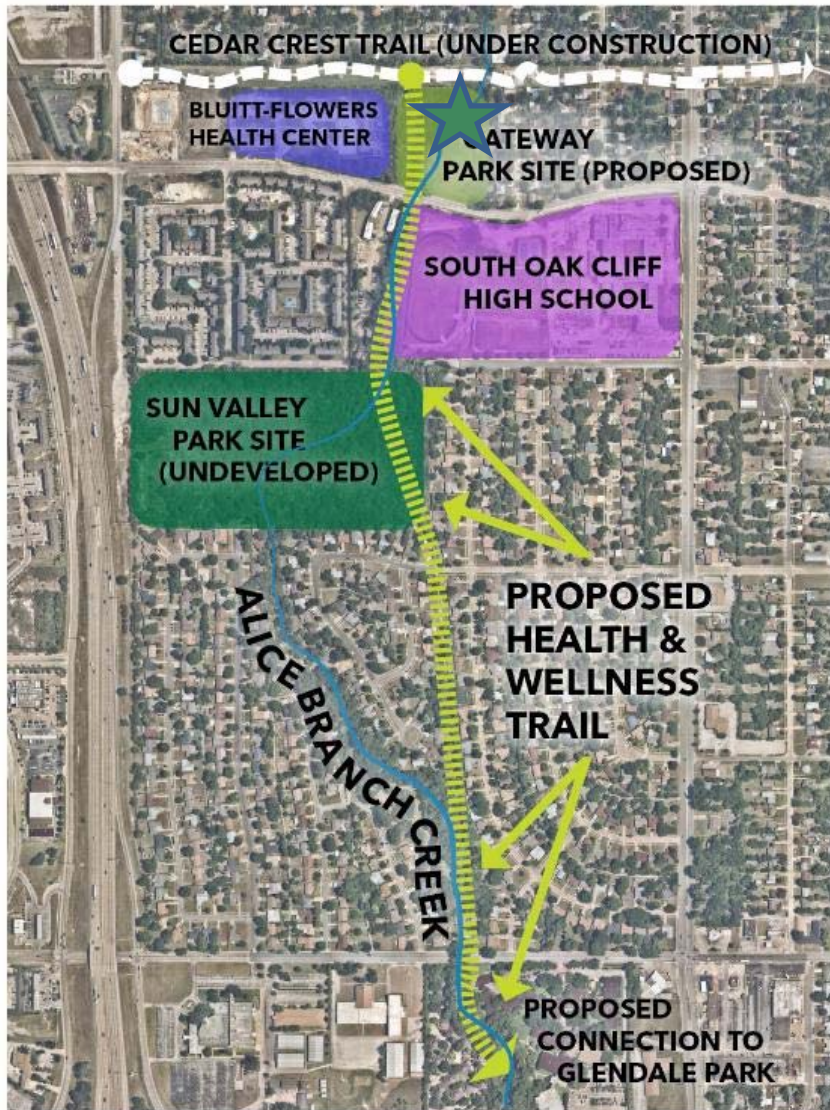 CEDAR CREST TRAIL (UNDER CONSTRUCTION)
BLUITT-FLOWERS
HEALTH CENTER
GATEWAY
PARK SITE (PROPOSED)
SOUTH OAK CLIFF
HIGH SCHOOL
SUN VALLEY
PARK SITE
(UNDEVELOPED)
ALICE BRANCH CREEK
PROPOSED
HEALTH &
WELLNESS
TRAIL
PROPOSED
CONNECTION TO
GLENDALE PARK